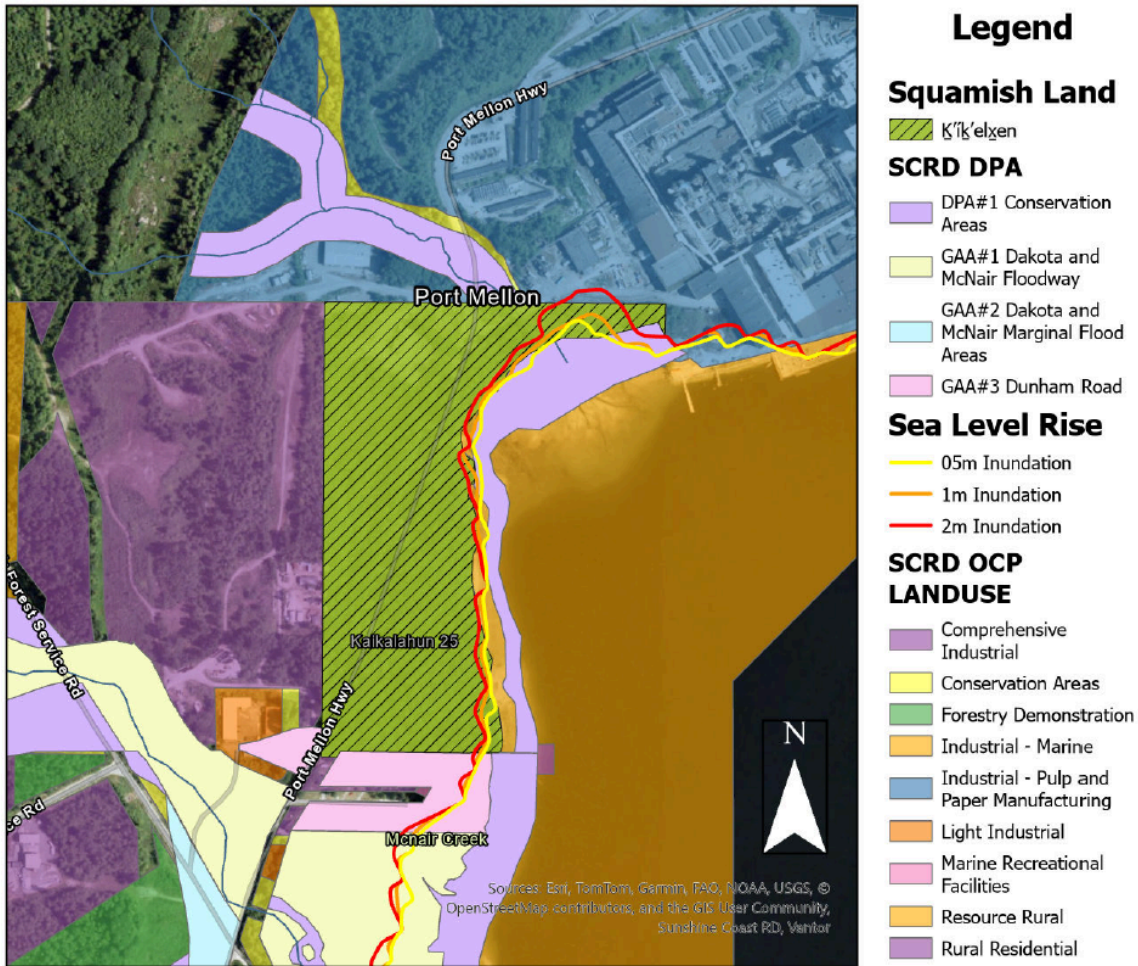 Port Mellon Hwy
Port Mellon
Kaikalahun 25
Forest Service Rd
Port Mellon Hwy
ce Rd
Mcnair Creek
N
Sources: Esri, TomTom, Garmin, FAO, NOAA, USGS, ©
OpenStreetMap contributors, and the GIS User Community,
Sunshine Coast RD, Vantor
Legend
Squamish Land
Ḵ'íḵ'elx̱en
SCRD DPA
DPA#1 Conservation
Areas
GAA#1 Dakota and
McNair Floodway
GAA#2 Dakota and
McNair Marginal Flood
Areas
GAA#3 Dunham Road
Sea Level Rise
05m Inundation
1m Inundation
2m Inundation
SCRD OCP
LANDUSE
Comprehensive
Industrial
Conservation Areas
Forestry Demonstration
Industrial - Marine
Industrial - Pulp and
Paper Manufacturing
Light Industrial
Marine Recreational
Facilities
Resource Rural
Rural Residential